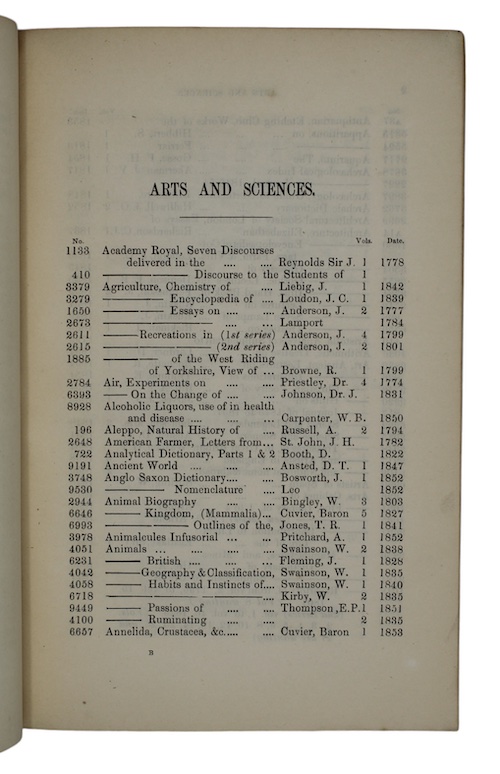 ARTS AND SCIENCES.
No. Vols. Date.
1133 Academy Royal, Seven Discourses
delivered in the .... .... Reynolds Sir J. 1 1778
410 ———— Discourse to the Students of 1
3379 Agriculture, Chemistry of .... Liebig, J. 1 1842
3279 ———— Encyclopædia of .... Loudon, J. C. 1 1839
1650 ———— Essays on .... .... Anderson, J. 2 1777
2673 ———— .... ... Lamport 1784
2611 ——Recreations in (1st series) Anderson, J. 4 1799
2615 ———— (2nd series) Anderson, J. 2 1801
1885 ———— of the West Riding
of Yorkshire, View of ... Browne, R. 1 1799
2784 Air, Experiments on .... .... Priestley, Dr. 4 1774
6393 —— On the Change of .... .... Johnson, Dr. J. 1831
8928 Alcoholic Liquors, use of in health
and disease .... .... ... Carpenter, W. B. 1850
196 Aleppo, Natural History of .... Russell, A. 2 1794
2648 American Farmer, Letters from... St. John, J. H. 1782
722 Analytical Dictionary, Parts 1 & 2 Booth, D. 1822
9191 Ancient World .... .... .... Ansted, D. T. 1 1847
3748 Anglo Saxon Dictionary.... .... Bosworth, J. 1 1852
9530 ———— Nomenclature .... Leo 1852
2944 Animal Biography .... .... Bingley, W. 3 1803
6646 —— Kingdom, (Mammalia)... Cuvier, Baron 5 1827
6993 ———— Outlines of the, Jones, T. R. 1 1841
3978 Animalcules Infusorial ... ... Pritchard, A. 1 1852
4051 Animals ... .... .... .... Swainson, W. 2 1838
6231 —— British .... .... ... Fleming, J. 1 1828
4042 ——Geography & Classification, Swainson, W. 1 1835
4058 —— Habits and Instincts of.... Swainson, W. 1 1840
6718 ———————.... Kirby, W. 2 1835
9449 —— Passions of .... .... Thompson, E.P. 1 1851
4100 —— Ruminating .... .... 2 1835
6657 Annelida, Crustacea, &c..... .... Cuvier, Baron 1 1853
B